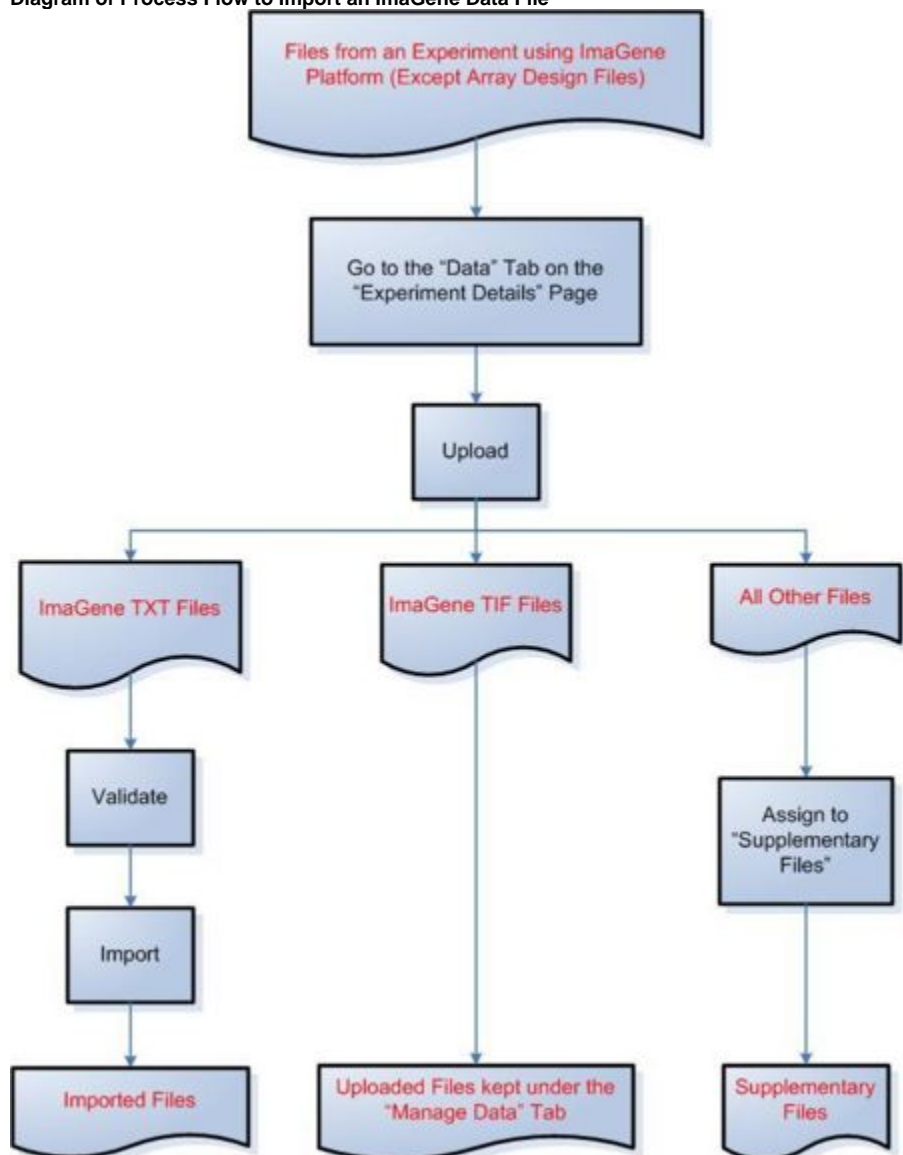 Diagram of Process Flow to Import an ImaGene Data File
Files from an Experiment using ImaGene
Platform (Except Array Design Files)
Go to the “Data” Tab on the
“Experiment Details” Page
Upload
ImaGene TXT Files
ImaGene TIF Files
All Other Files
Validate
Assign to
“Supplementary
Files”
Import
Imported Files
Uploaded Files kept under the
“Manage Data” Tab
Supplementary
Files